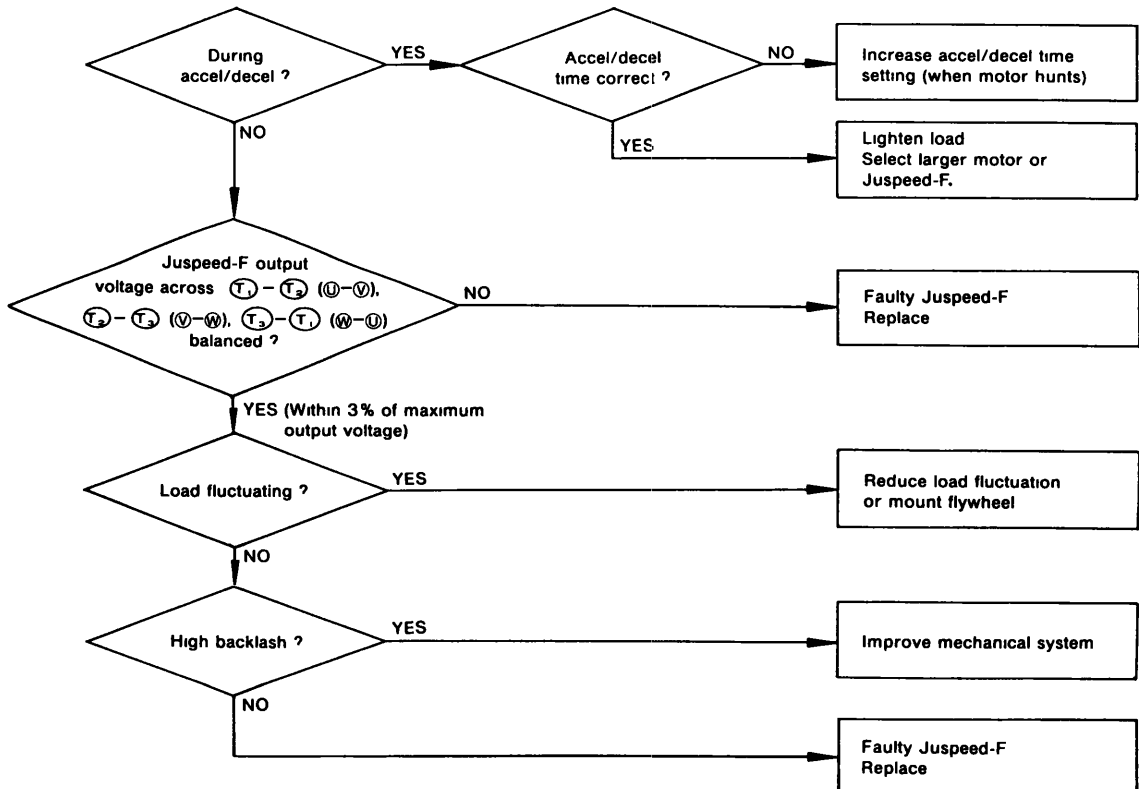 During
accel/decel ?
YES
Accel/decel
time correct ?
NO
Increase accel/decel time
setting (when motor hunts)
YES
Lighten load
Select larger motor or
Juspeed-F.
NO
Juspeed-F output
voltage across T1 – T2 (U–V),
T2 – T3 (V–W), T3 – T1 (W–U)
balanced ?
NO
Faulty Juspeed-F
Replace
YES (Within 3% of maximum
output voltage)
Load fluctuating ?
YES
Reduce load fluctuation
or mount flywheel
NO
High backlash ?
YES
Improve mechanical system
NO
Faulty Juspeed-F
Replace